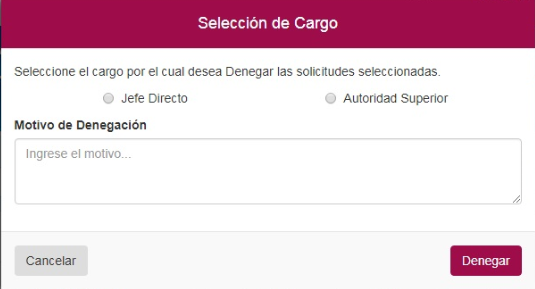 Selección de Cargo
Seleccione el cargo por el cual desea Denegar las solicitudes seleccionadas.
Jefe Directo Autoridad Superior
Motivo de Denegación
Ingrese el motivo...
Cancelar Denegar